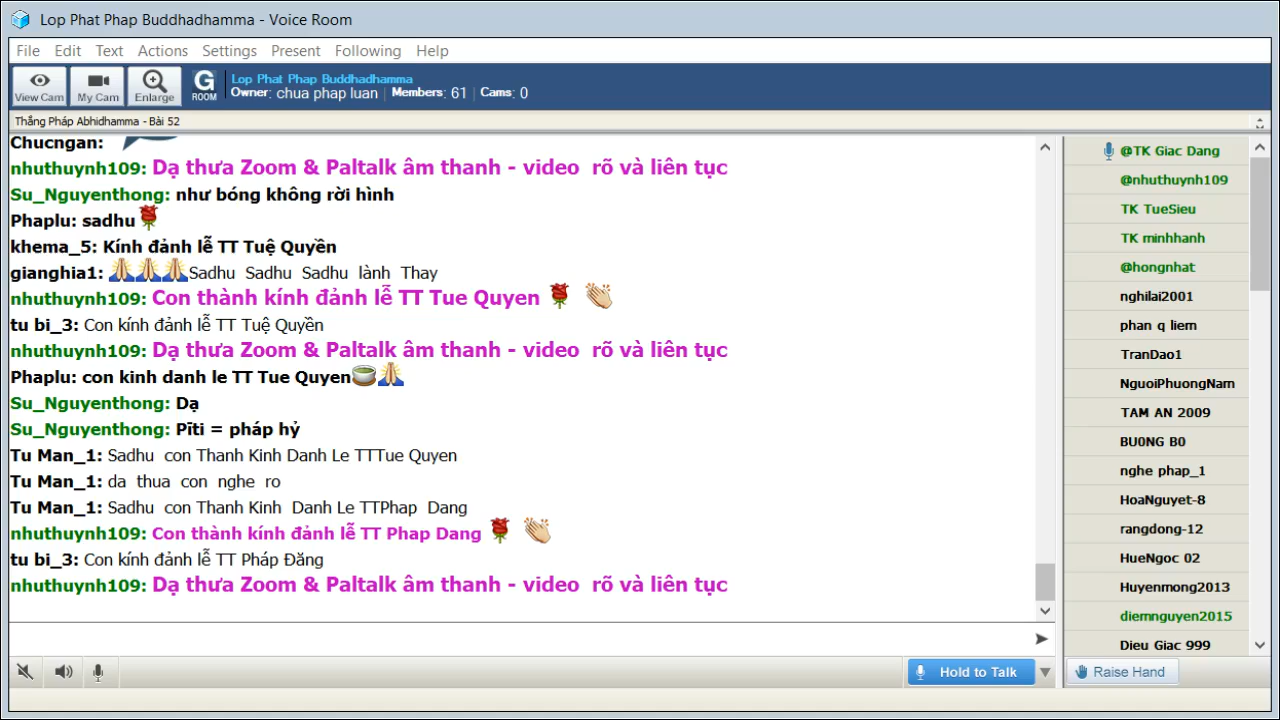 Lop Phat Phap Buddhadhamma - Voice Room
File Edit Text Actions Settings Present Following Help
View Cam My Cam Enlarge G ROOM
Lop Phat Phap Buddhadhamma
Owner: chua phap luan | Members: 61 | Cams: 0
Thắng Pháp Abhidhamma - Bài 52
Chucngan:
nhuthuynh109: Dạ thưa Zoom & Paltalk âm thanh - video rõ và liên tục
Su_Nguyenthong: như bóng không rời hình
Phaplu: sadhu
khema_5: Kính đảnh lễ TT Tuệ Quyền
gianghia1: Sadhu Sadhu Sadhu lành Thay
nhuthuynh109: Con thành kính đảnh lễ TT Tue Quyen
tu bi_3: Con kính đảnh lễ TT Tuệ Quyền
nhuthuynh109: Dạ thưa Zoom & Paltalk âm thanh - video rõ và liên tục
Phaplu: con kinh danh le TT Tue Quyen
Su_Nguyenthong: Dạ
Su_Nguyenthong: Pīti = pháp hỷ
Tu Man_1: Sadhu con Thanh Kinh Danh Le TTTue Quyen
Tu Man_1: da thua con nghe ro
Tu Man_1: Sadhu con Thanh Kinh Danh Le TTPhap Dang
nhuthuynh109: Con thành kính đảnh lễ TT Phap Dang
tu bi_3: Con kính đảnh lễ TT Pháp Đăng
nhuthuynh109: Dạ thưa Zoom & Paltalk âm thanh - video rõ và liên tục
@TK Giac Dang
@nhuthuynh109
TK TueSieu
TK minhhanh
@hongnhat
nghilai2001
phan q liem
TranDao1
NguoiPhuongNam
TAM AN 2009
BU0NG B0
nghe phap_1
HoaNguyet-8
rangdong-12
HueNgoc 02
Huyenmong2013
diemnguyen2015
Dieu Giac 999
Hold to Talk
Raise Hand